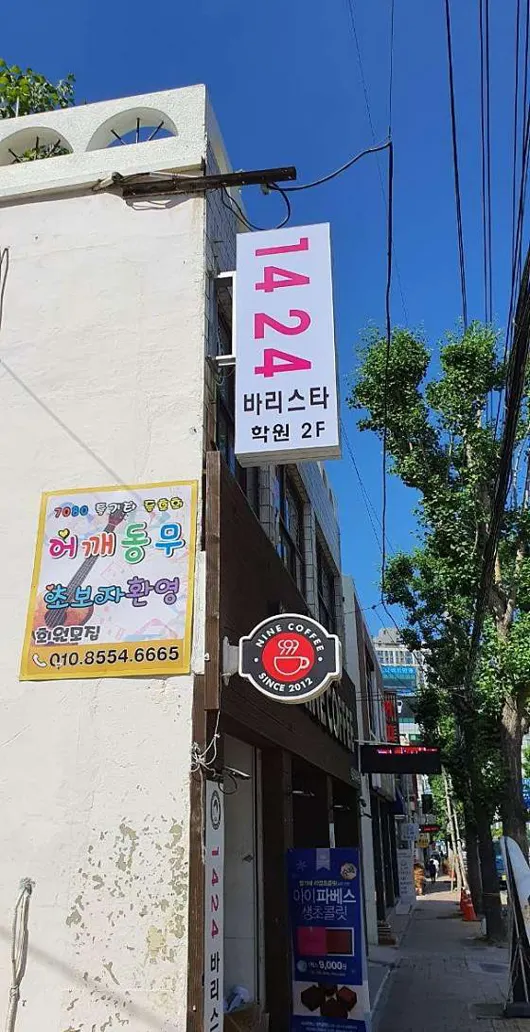 1424
바리스타
학원 2F
7080 통기타 동호회
어깨동무
초보자환영
회원모집
010.8554.6665
NINE COFFEE
SINCE 2012
아이파베스
생초콜릿
9,000원
1424 바리스